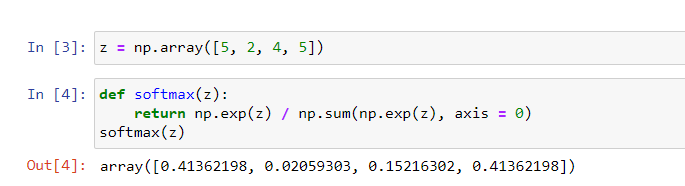 In [3]: z = np.array([5, 2, 4, 5])
In [4]: def softmax(z):
    return np.exp(z) / np.sum(np.exp(z), axis = 0)
softmax(z)
Out[4]: array([0.41362198, 0.02059303, 0.15216302, 0.41362198])